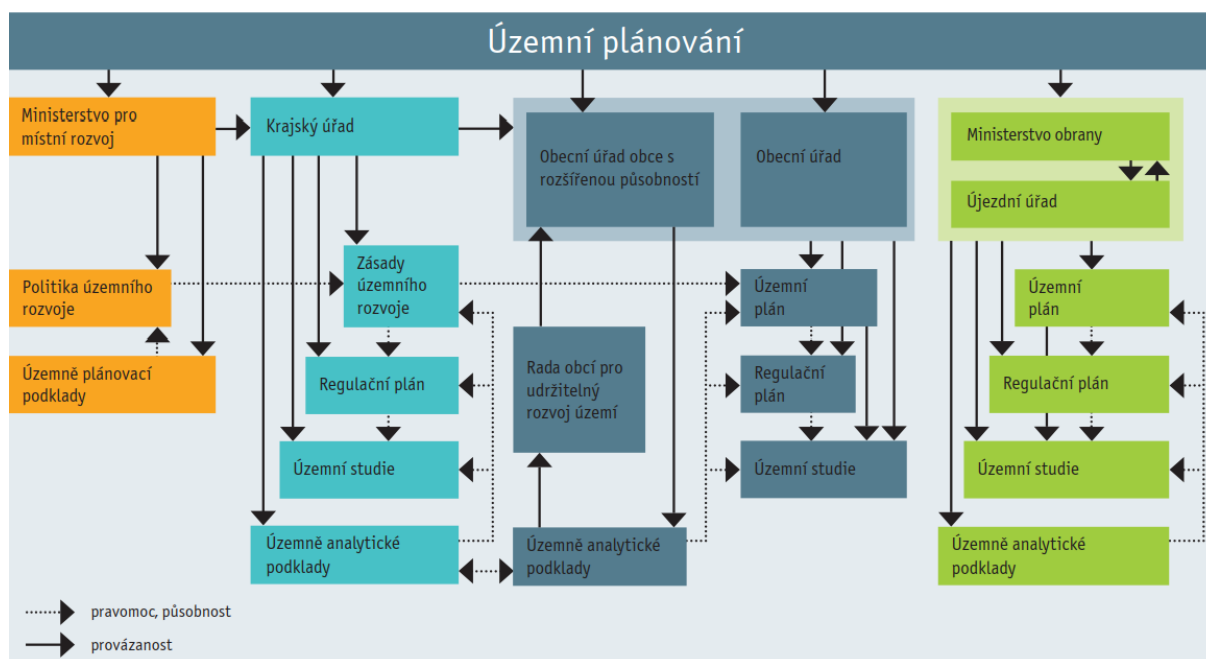 Územní plánování
Ministerstvo pro
místní rozvoj
Krajský úřad
Obecní úřad obce s
rozšířenou působností
Obecní úřad
Ministerstvo obrany
Újezdní úřad
Politika územního
rozvoje
Zásady
územního
rozvoje
Územní
plán
Územní
plán
Územně plánovací
podklady
Regulační plán
Rada obcí pro
udržitelný
rozvoj území
Regulační
plán
Regulační plán
Územní studie
Územní studie
Územní studie
Územně analytické
podklady
Územně analytické
podklady
Územně analytické
podklady
pravomoc, působnost
provázanost